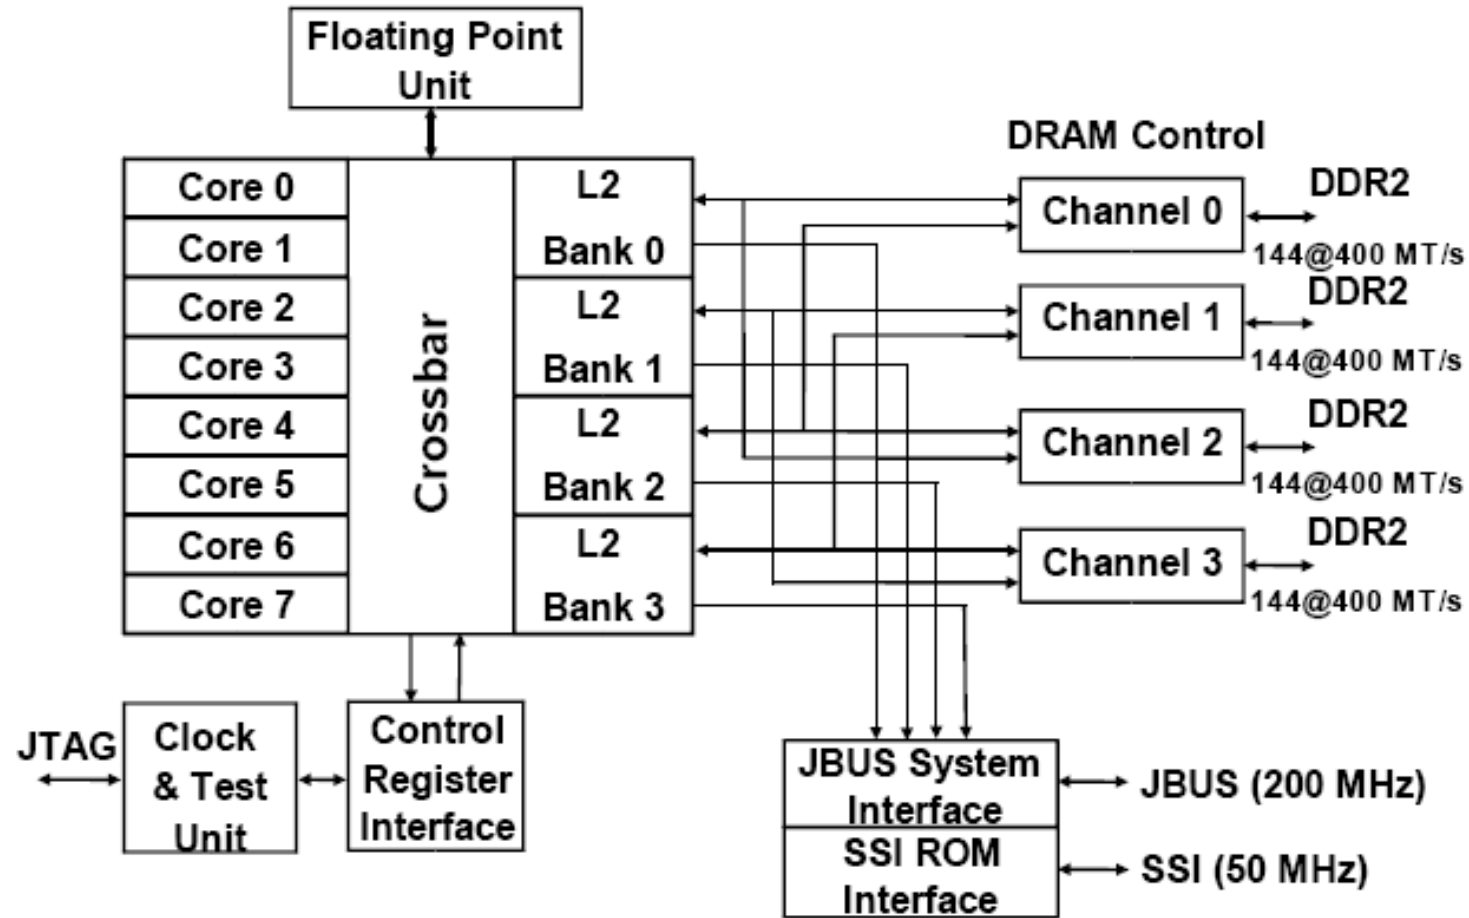 Floating Point
Unit
DRAM Control
Core 0
Core 1
Core 2
Core 3
Core 4
Core 5
Core 6
Core 7
Crossbar
L2
Bank 0
L2
Bank 1
L2
Bank 2
L2
Bank 3
Channel 0
DDR2
144@400 MT/s
Channel 1
DDR2
144@400 MT/s
Channel 2
DDR2
144@400 MT/s
Channel 3
DDR2
144@400 MT/s
JTAG
Clock
& Test
Unit
Control
Register
Interface
JBUS System
Interface
JBUS (200 MHz)
SSI ROM
Interface
SSI (50 MHz)